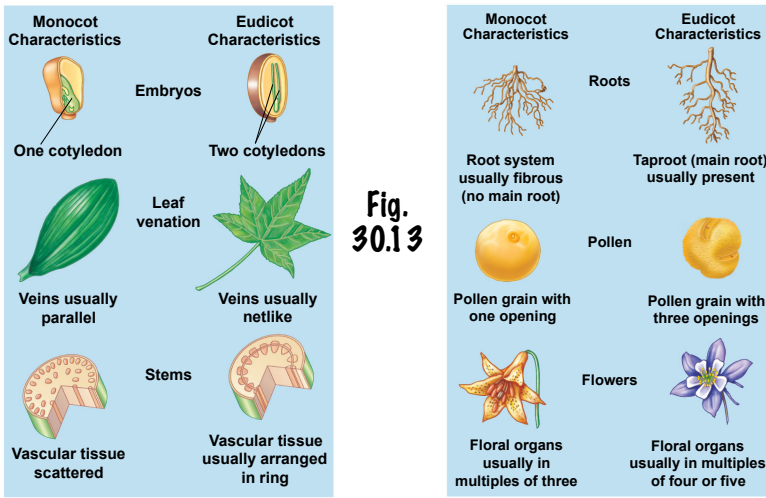 Monocot
Characteristics
Eudicot
Characteristics
Embryos
One cotyledon
Two cotyledons
Leaf
venation
Veins usually
parallel
Veins usually
netlike
Stems
Vascular tissue
scattered
Vascular tissue
usually arranged
in ring
Fig.
30.13
Monocot
Characteristics
Eudicot
Characteristics
Roots
Root system
usually fibrous
(no main root)
Taproot (main root)
usually present
Pollen
Pollen grain with
one opening
Pollen grain with
three openings
Flowers
Floral organs
usually in
multiples of three
Floral organs
usually in multiples
of four or five